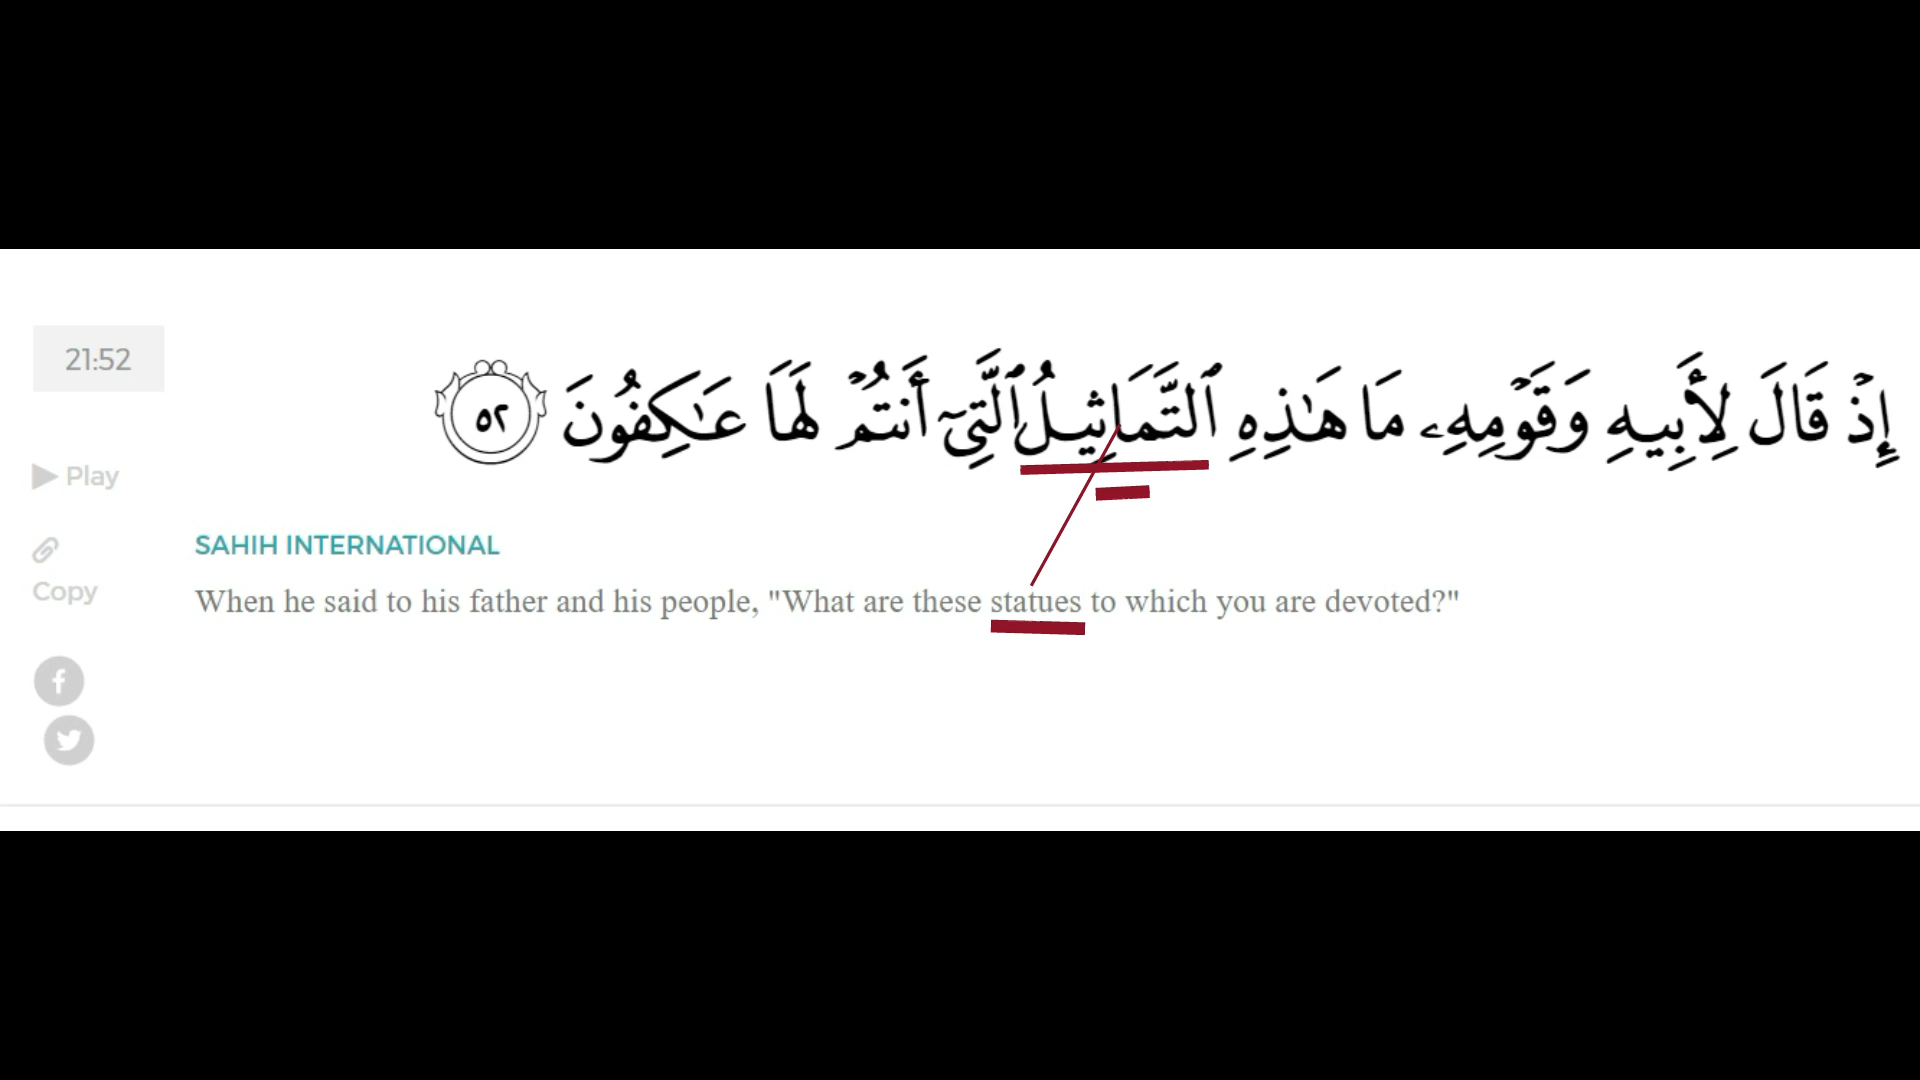 21:52
إِذْ قَالَ لِأَبِيهِ وَقَوْمِهِۦ مَا هَـٰذِهِ ٱلتَّمَاثِيلُ ٱلَّتِىٓ أَنتُمْ لَهَا عَـٰكِفُونَ ٥٢
Play
SAHIH INTERNATIONAL
Copy
When he said to his father and his people, "What are these statues to which you are devoted?"